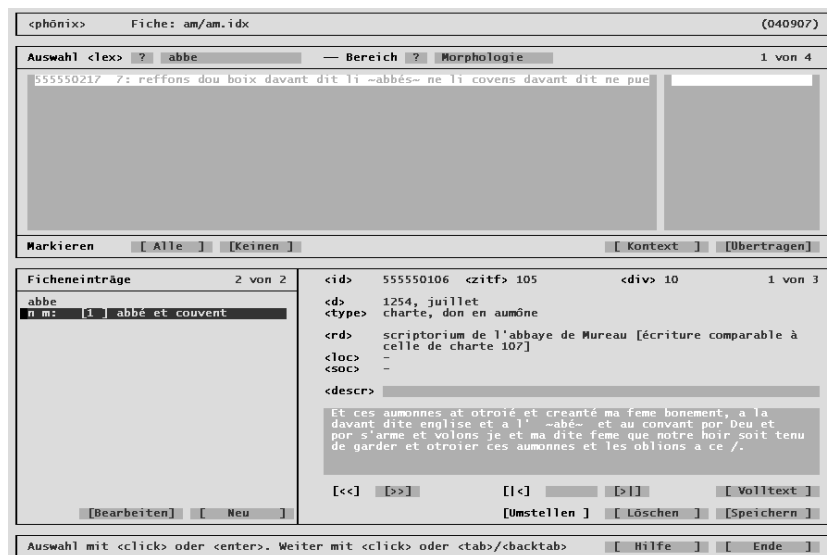 <phönix> Fiche: am/am.idx (040907)
Auswahl <lex> ? abbe — Bereich ? Morphologie 1 von 4
555550217 7: reffons dou boix davant dit li ~abbés~ ne li covens davant dit ne pue
Markieren [ Alle ] [Keinen ] [ Kontext ] [Übertragen]
Ficheneinträge 2 von 2
abbe
n m: [1 ] abbé et couvent
[Bearbeiten] [ Neu ]
<id> 555550106 <zitf> 105 <div> 10 1 von 3
<d> 1254, juillet
<type> charte, don en aumône
<rd> scriptorium de l'abbaye de Mureau [écriture comparable à
celle de charte 107]
<loc> –
<soc> –
<descr>
Et ces aumonnes at otroié et creanté ma feme bonement, a la
davant dite englise et a l' ~abé~ et au convant por Deu et
por s'arme et volons je et ma dite feme que notre hoir soit tenu
de garder et otroier ces aumonnes et les oblions a ce /.
[<<] [>>] [|<] [>|] [ Volltext ]
[Umstellen ] [ Löschen ] [Speichern ]
Auswahl mit <click> oder <enter>. Weiter mit <click> oder <tab>/<backtab> [ Hilfe ] [ Ende ]